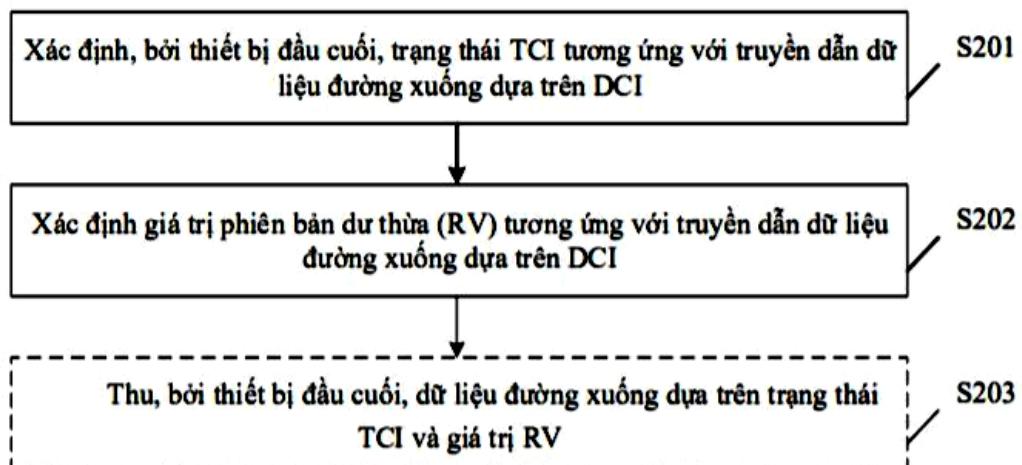 Xác định, bởi thiết bị đầu cuối, trạng thái TCI tương ứng với truyền dẫn dữ
liệu đường xuống dựa trên DCI
S201
Xác định giá trị phiên bản dư thừa (RV) tương ứng với truyền dẫn dữ liệu
đường xuống dựa trên DCI
S202
Thu, bởi thiết bị đầu cuối, dữ liệu đường xuống dựa trên trạng thái
TCI và giá trị RV
S203